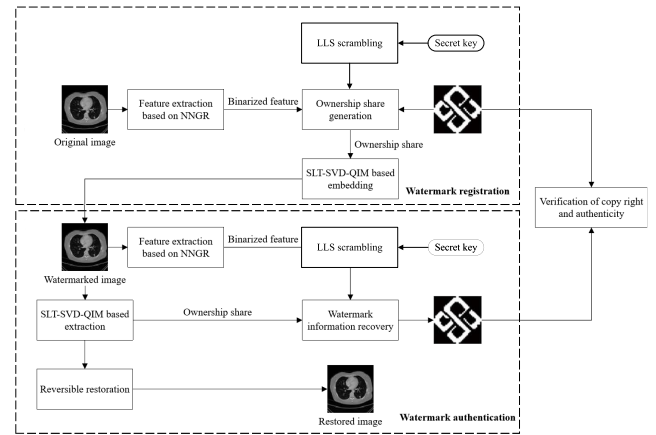 LLS scrambling
Secret key
Feature extraction
based on NNGR
Binarized feature
Ownership share
generation
Original image
Ownership share
SLT-SVD-QIM based
embedding
Watermark registration
Verification of copy right
and authenticity
Feature extraction
based on NNGR
Binarized feature
LLS scrambling
Secret key
Watermarked image
SLT-SVD-QIM based
extraction
Ownership share
Watermark
information recovery
Reversible restoration
Restored image
Watermark authentication